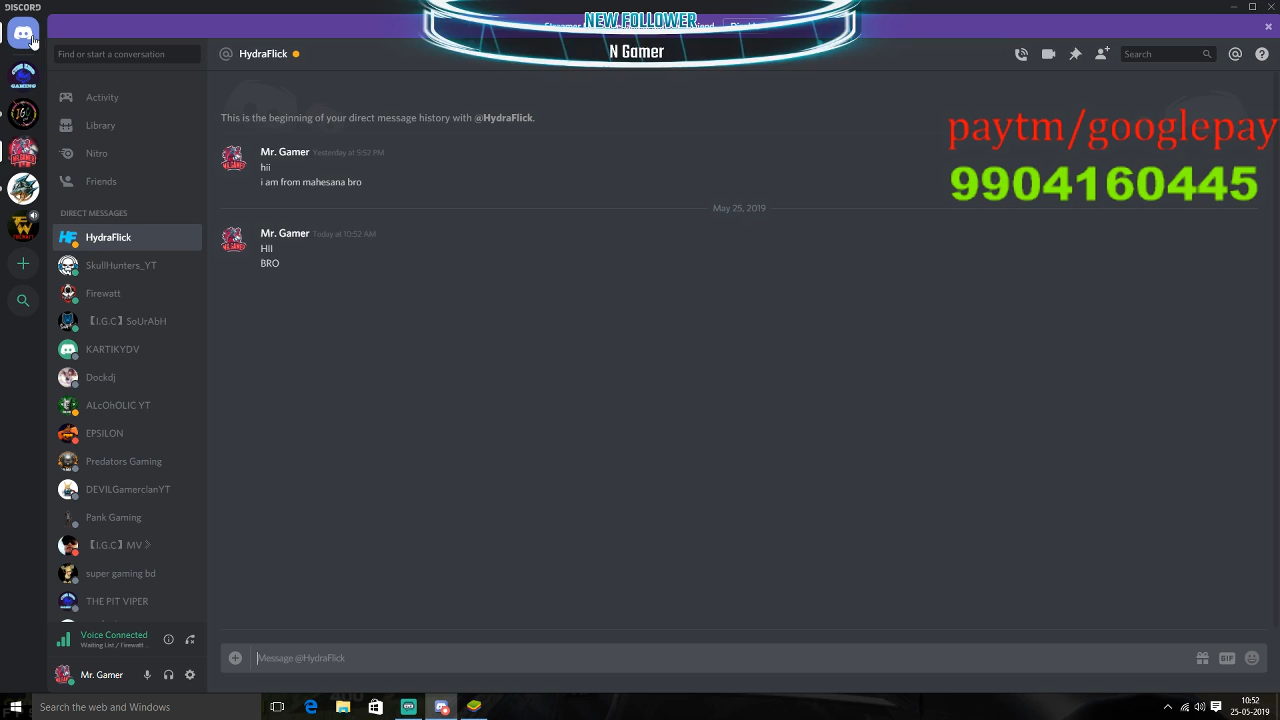 DISCORD
NEW FOLLOWER
N Gamer
Find or start a conversation
HydraFlick
Search
Activity
Library
Nitro
Friends
DIRECT MESSAGES
HydraFlick
SkullHunters_YT
Firewatt
【I.G.C】SoUrAbH
KARTIKYDV
Dockdj
ALcOhOLIC YT
EPSILON
Predators Gaming
DEVILGamerclanYT
Pank Gaming
【I.G.C】MV》
super gaming bd
THE PIT VIPER
Voice Connected
Waiting List / Firewatt ...
Mr. Gamer
This is the beginning of your direct message history with @HydraFlick.
Mr. Gamer Yesterday at 5:52 PM
hii
i am from mahesana bro
May 25, 2019
Mr. Gamer Today at 10:52 AM
HII
BRO
paytm/googlepay
9904160445
Message @HydraFlick
GIF
Search the web and Windows
10:52
25-05-2019